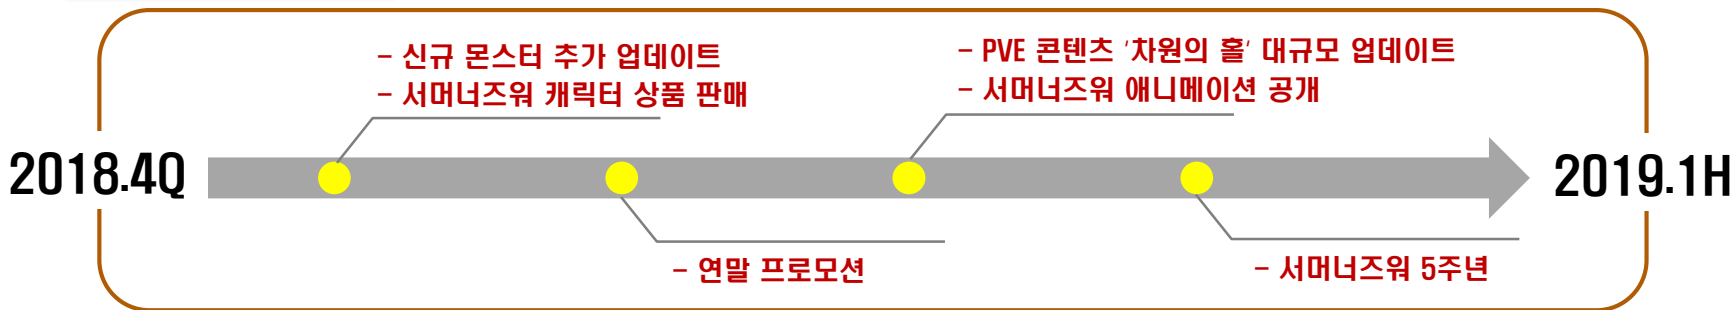 - 신규 몬스터 추가 업데이트
- 서머너즈워 캐릭터 상품 판매
- PVE 콘텐츠 '차원의 홀' 대규모 업데이트
- 서머너즈워 애니메이션 공개
2018.4Q
2019.1H
- 연말 프로모션
- 서머너즈워 5주년